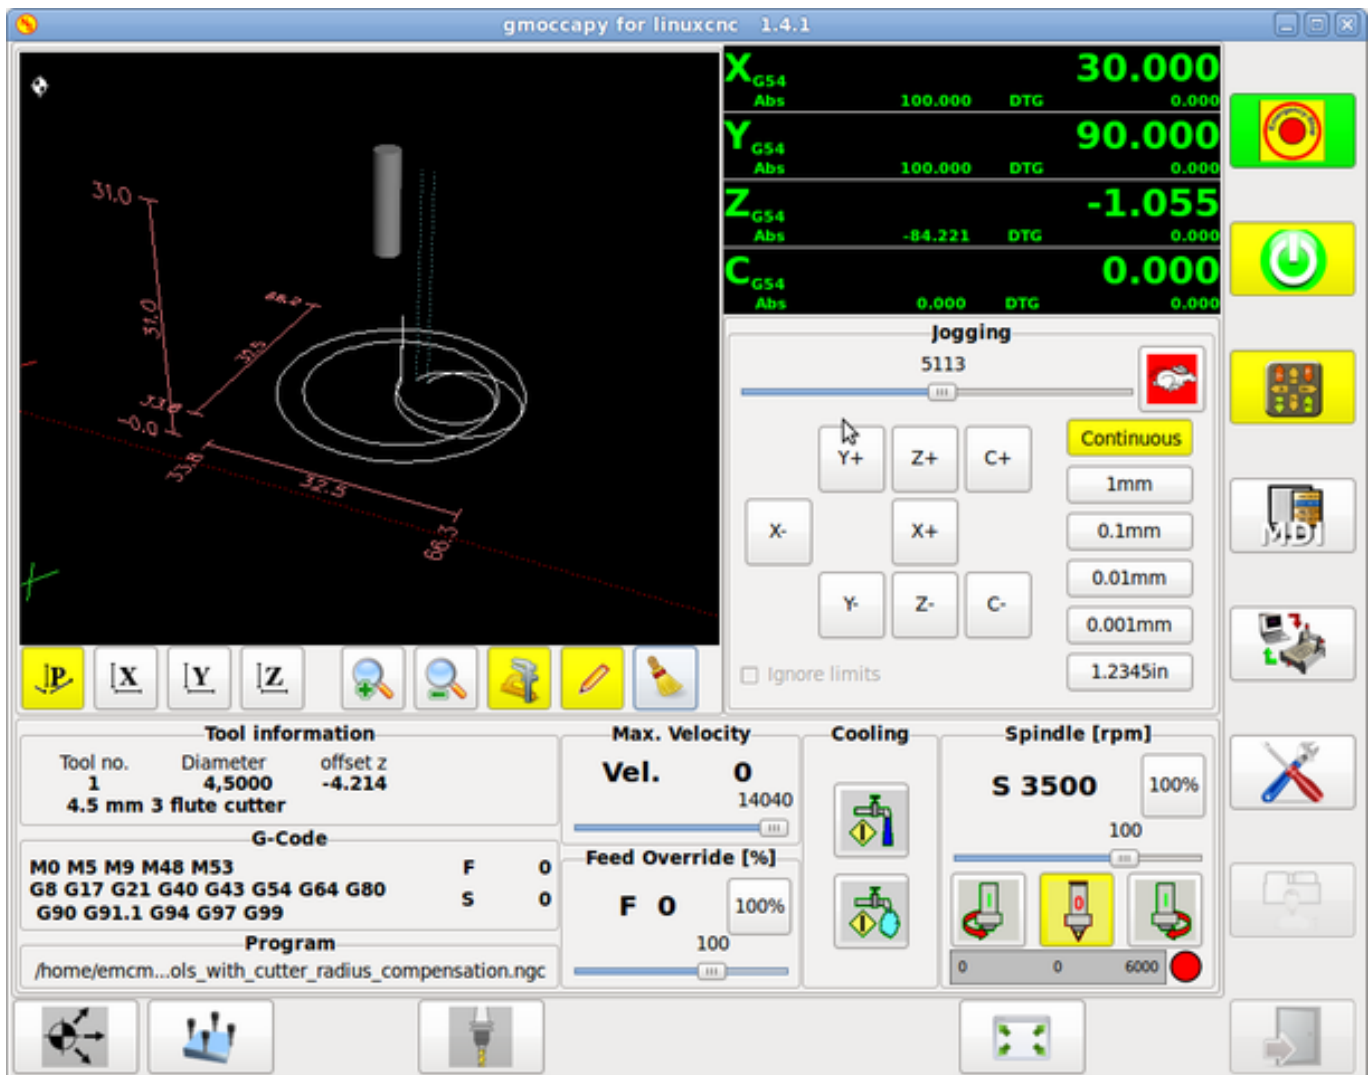 gmoccapy for linuxcnc 1.4.1
X G54 30.000
Abs 100.000 DTG 0.000
Y G54 90.000
Abs 100.000 DTG 0.000
Z G54 -1.055
Abs -84.221 DTG 0.000
C G54 0.000
Abs 0.000 DTG 0.000
31.0
31.0
33.8
-0.0
33.8
32.5
66.3
Jogging
5113
Y+ Z+ C+
X- X+
Y- Z- C-
Continuous
1mm
0.1mm
0.01mm
0.001mm
1.2345in
Ignore limits
MDI
P X Y Z
Tool information
Tool no. Diameter offset z
1 4,5000 -4.214
4.5 mm 3 flute cutter
G-Code
M0 M5 M9 M48 M53 F 0
G8 G17 G21 G40 G43 G54 G64 G80 S 0
G90 G91.1 G94 G97 G99
Program
/home/emcm...ols_with_cutter_radius_compensation.ngc
Max. Velocity
Vel. 0
14040
Feed Override [%]
F 0 100%
100
Cooling
Spindle [rpm]
S 3500 100%
100
0 0 6000